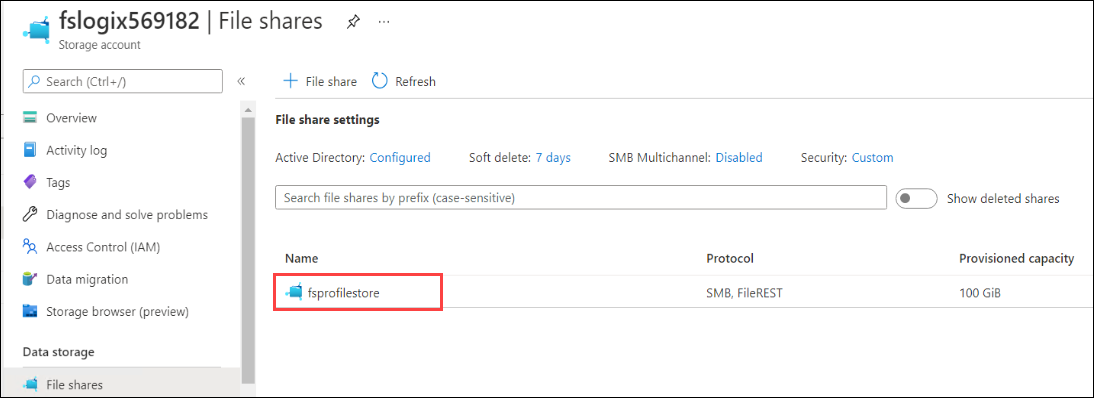 fslogix569182 | File shares
Storage account
Search (Ctrl+/)
File share
Refresh
Overview
Activity log
Tags
Diagnose and solve problems
Access Control (IAM)
Data migration
Storage browser (preview)
Data storage
File shares
File share settings
Active Directory: Configured Soft delete: 7 days SMB Multichannel: Disabled Security: Custom
Search file shares by prefix (case-sensitive)
Show deleted shares
Name Protocol Provisioned capacity
fsprofilestore SMB, FileREST 100 GiB